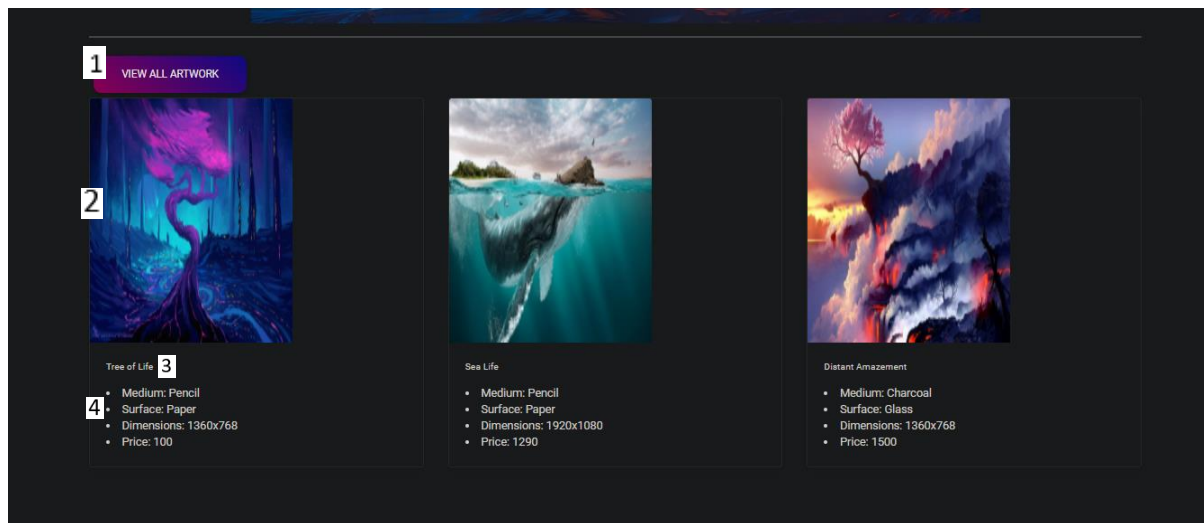 1
VIEW ALL ARTWORK
2
Tree of Life 3
4
Medium: Pencil
Surface: Paper
Dimensions: 1360x768
Price: 100
Sea Life
Medium: Pencil
Surface: Paper
Dimensions: 1920x1080
Price: 1290
Distant Amazement
Medium: Charcoal
Surface: Glass
Dimensions: 1360x768
Price: 1500